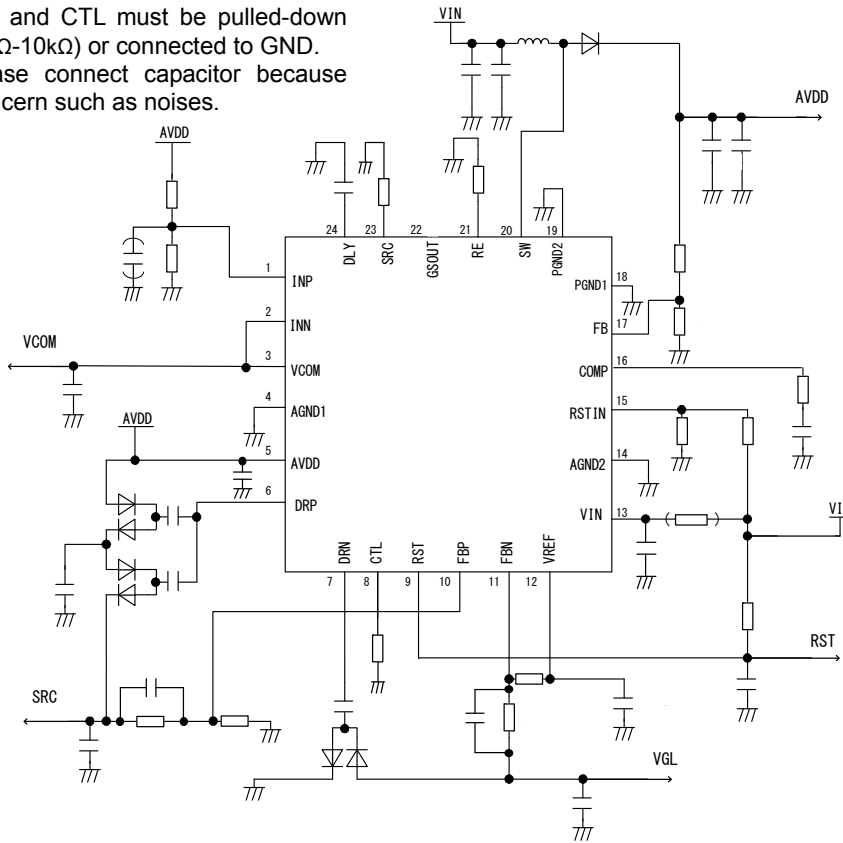 and CTL must be pulled-down
Ω-10kΩ) or connected to GND.
ase connect capacitor because
cern such as noises.
VIN
AVDD
AVDD
24 23 22 21 20 19
DLY SRC GSOUT RE SW PGND2
1 INP
2 INN
VCOM
3 VCOM
4 AGND1
AVDD
5 AVDD
6 DRP
PGND1 18
FB 17
COMP 16
RSTIN 15
AGND2 14
VIN 13
VI
DRN CTL RST FBP FBN VREF
7 8 9 10 11 12
RST
SRC
VGL